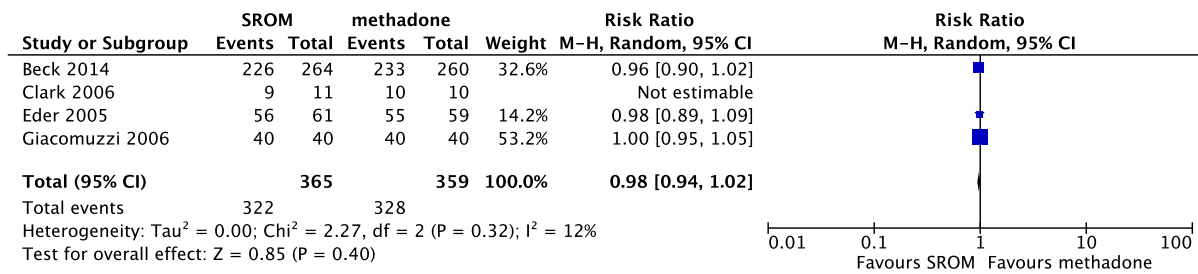 SROM methadone Risk Ratio Risk Ratio
Study or Subgroup Events Total Events Total Weight M-H, Random, 95% CI M-H, Random, 95% CI
Beck 2014 226 264 233 260 32.6% 0.96 [0.90, 1.02]
Clark 2006 9 11 10 10 Not estimable
Eder 2005 56 61 55 59 14.2% 0.98 [0.89, 1.09]
Giacomuzzi 2006 40 40 40 40 53.2% 1.00 [0.95, 1.05]
Total (95% CI) 365 359 100.0% 0.98 [0.94, 1.02]
Total events 322 328
Heterogeneity: Tau² = 0.00; Chi² = 2.27, df = 2 (P = 0.32); I² = 12%
Test for overall effect: Z = 0.85 (P = 0.40)
0.01 0.1 1 10 100
Favours SROM Favours methadone